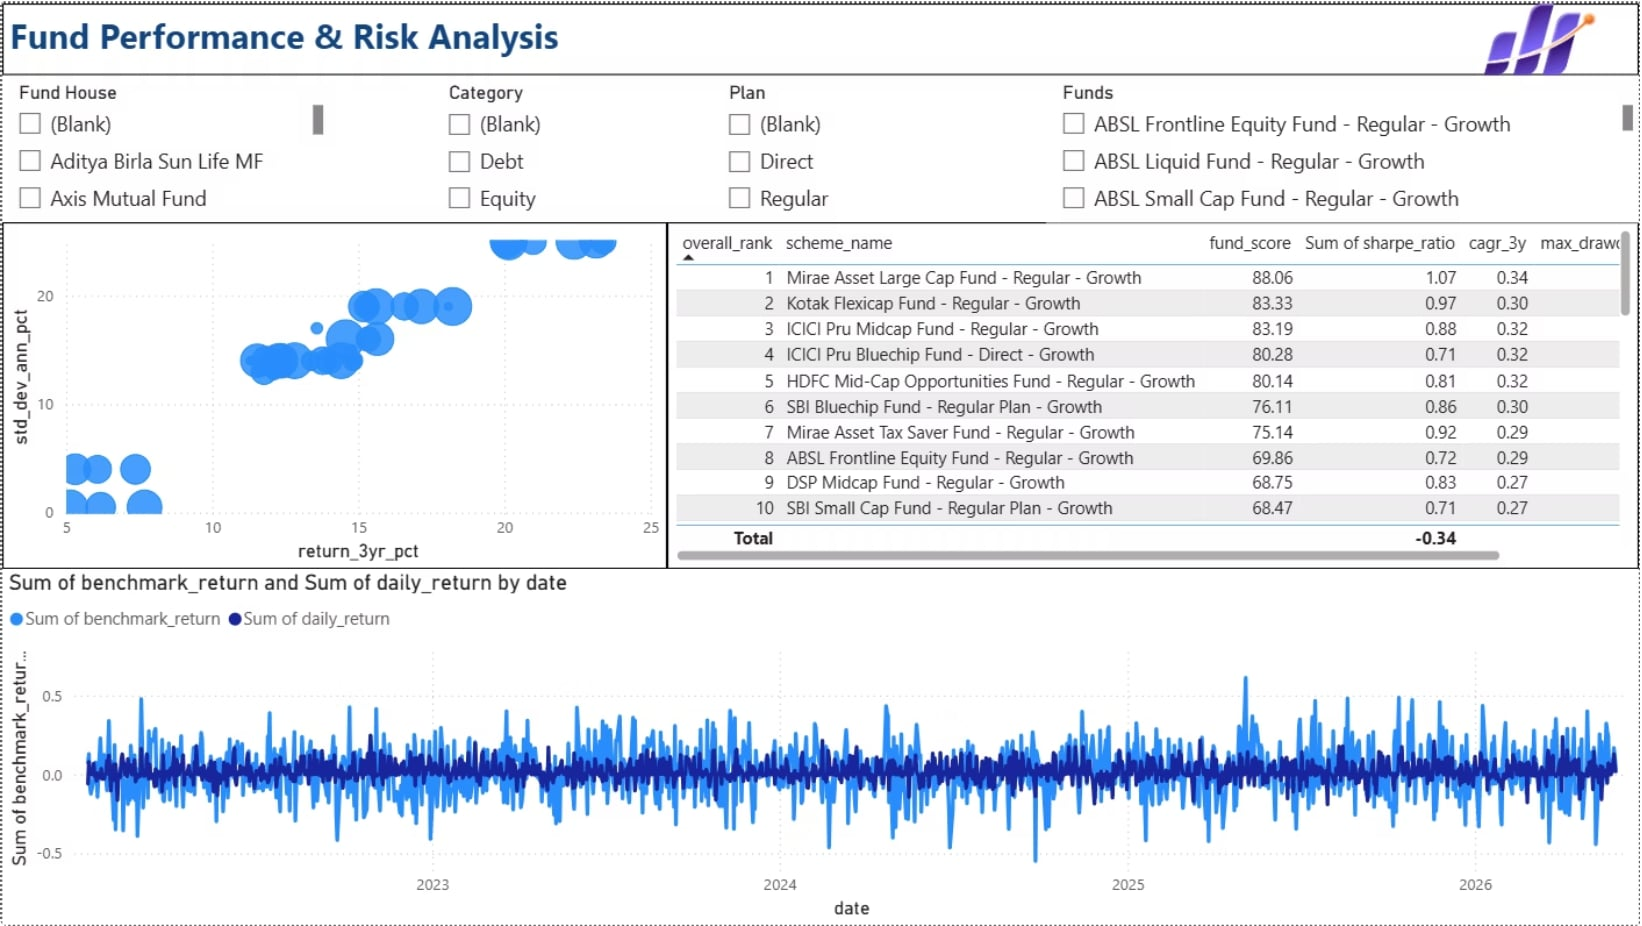 Fund Performance & Risk Analysis
Fund House
(Blank)
Aditya Birla Sun Life MF
Axis Mutual Fund
Category
(Blank)
Debt
Equity
Plan
(Blank)
Direct
Regular
Funds
ABSL Frontline Equity Fund - Regular - Growth
ABSL Liquid Fund - Regular - Growth
ABSL Small Cap Fund - Regular - Growth
std_dev_ann_pct
20
10
0
5 10 15 20 25
return_3yr_pct
overall_rank scheme_name fund_score Sum of sharpe_ratio cagr_3y max_drawd
1 Mirae Asset Large Cap Fund - Regular - Growth 88.06 1.07 0.34
2 Kotak Flexicap Fund - Regular - Growth 83.33 0.97 0.30
3 ICICI Pru Midcap Fund - Regular - Growth 83.19 0.88 0.32
4 ICICI Pru Bluechip Fund - Direct - Growth 80.28 0.71 0.32
5 HDFC Mid-Cap Opportunities Fund - Regular - Growth 80.14 0.81 0.32
6 SBI Bluechip Fund - Regular Plan - Growth 76.11 0.86 0.30
7 Mirae Asset Tax Saver Fund - Regular - Growth 75.14 0.92 0.29
8 ABSL Frontline Equity Fund - Regular - Growth 69.86 0.72 0.29
9 DSP Midcap Fund - Regular - Growth 68.75 0.83 0.27
10 SBI Small Cap Fund - Regular Plan - Growth 68.47 0.71 0.27
Total -0.34
Sum of benchmark_return and Sum of daily_return by date
Sum of benchmark_return Sum of daily_return
Sum of benchmark_retur...
0.5
0.0
-0.5
2023 2024 2025 2026
date